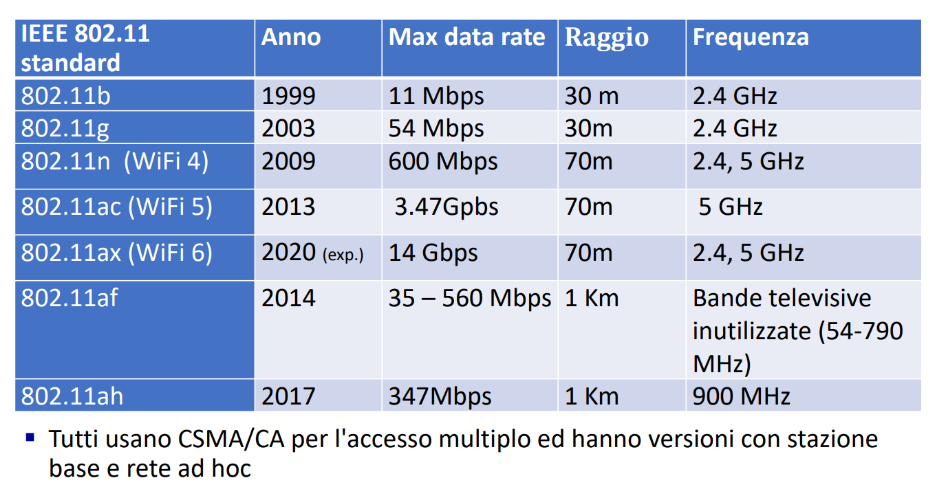 IEEE 802.11 standard Anno Max data rate Raggio Frequenza
802.11b 1999 11 Mbps 30 m 2.4 GHz
802.11g 2003 54 Mbps 30m 2.4 GHz
802.11n (WiFi 4) 2009 600 Mbps 70m 2.4, 5 GHz
802.11ac (WiFi 5) 2013 3.47Gpbs 70m 5 GHz
802.11ax (WiFi 6) 2020 (exp.) 14 Gbps 70m 2.4, 5 GHz
802.11af 2014 35 – 560 Mbps 1 Km Bande televisive
inutilizzate (54-790
MHz)
802.11ah 2017 347Mbps 1 Km 900 MHz
▪ Tutti usano CSMA/CA per l'accesso multiplo ed hanno versioni con stazione
base e rete ad hoc